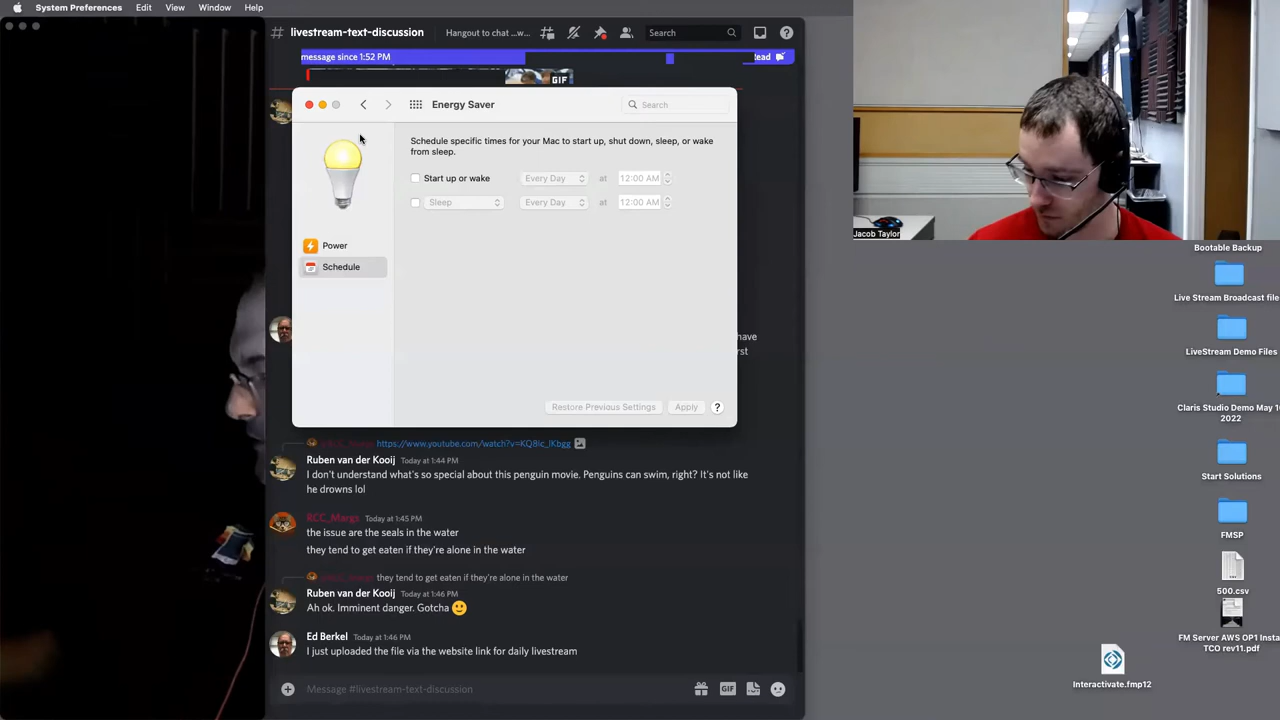 System Preferences Edit View Window Help
# livestream-text-discussion Hangout to chat ...w... Search
message since 1:52 PM
GIF
Energy Saver Search
Schedule specific times for your Mac to start up, shut down, sleep, or wake
from sleep.
Start up or wake Every Day at 12:00 AM
Sleep Every Day at 12:00 AM
Power
Schedule
Restore Previous Settings Apply ?
have
rst
https://www.youtube.com/watch?v=KQ8ic_lKbgg
Ruben van der Kooij Today at 1:44 PM
I don't understand what's so special about this penguin movie. Penguins can swim, right? It's not like
he drowns lol
RCC_Margs Today at 1:45 PM
the issue are the seals in the water
they tend to get eaten if they're alone in the water
they tend to get eaten if they're alone in the water
Ruben van der Kooij Today at 1:46 PM
Ah ok. Imminent danger. Gotcha 🙂
Ed Berkel Today at 1:46 PM
I just uploaded the file via the website link for daily livestream
Message #livestream-text-discussion
GIF
Jacob Taylor
Bootable Backup
Live Stream Broadcast file
LiveStream Demo Files
Claris Studio Demo May 10
2022
Start Solutions
FMSP
500.csv
FM Server AWS OP1 Insta
TCO rev11.pdf
Interactivate.fmp12